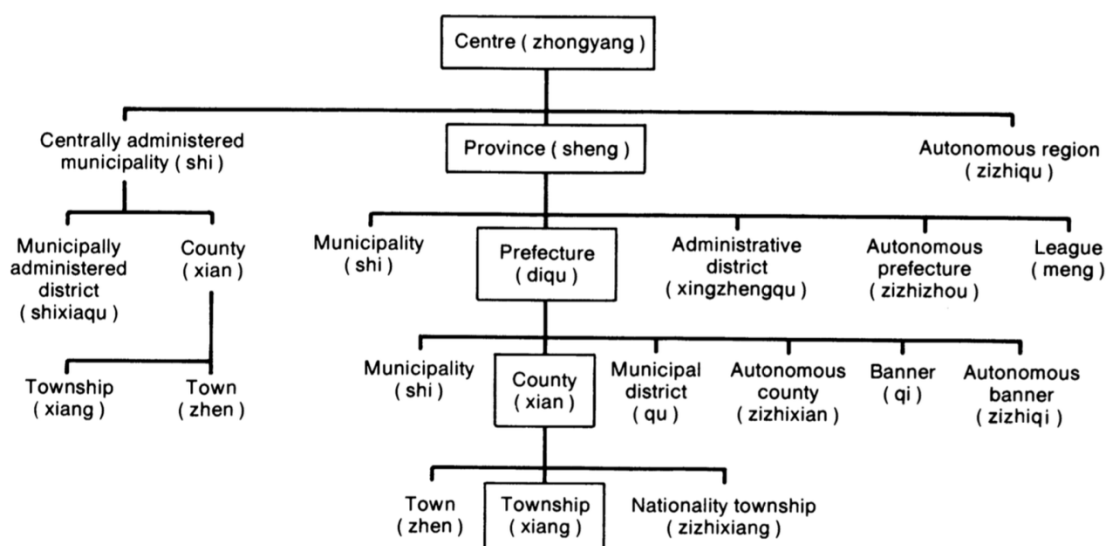 Centre ( zhongyang )
Centrally administered
municipality ( shi )
Province ( sheng )
Autonomous region
( zizhiqu )
Municipally
administered
district
( shixiaqu )
County
( xian )
Municipality
( shi )
Prefecture
( diqu )
Administrative
district
( xingzhengqu )
Autonomous
prefecture
( zizhizhou )
League
( meng )
Township
( xiang )
Town
( zhen )
Municipality
( shi )
County
( xian )
Municipal
district
( qu )
Autonomous
county
( zizhixian )
Banner
( qi )
Autonomous
banner
( zizhiqi )
Town
( zhen )
Township
( xiang )
Nationality township
( zizhixiang )